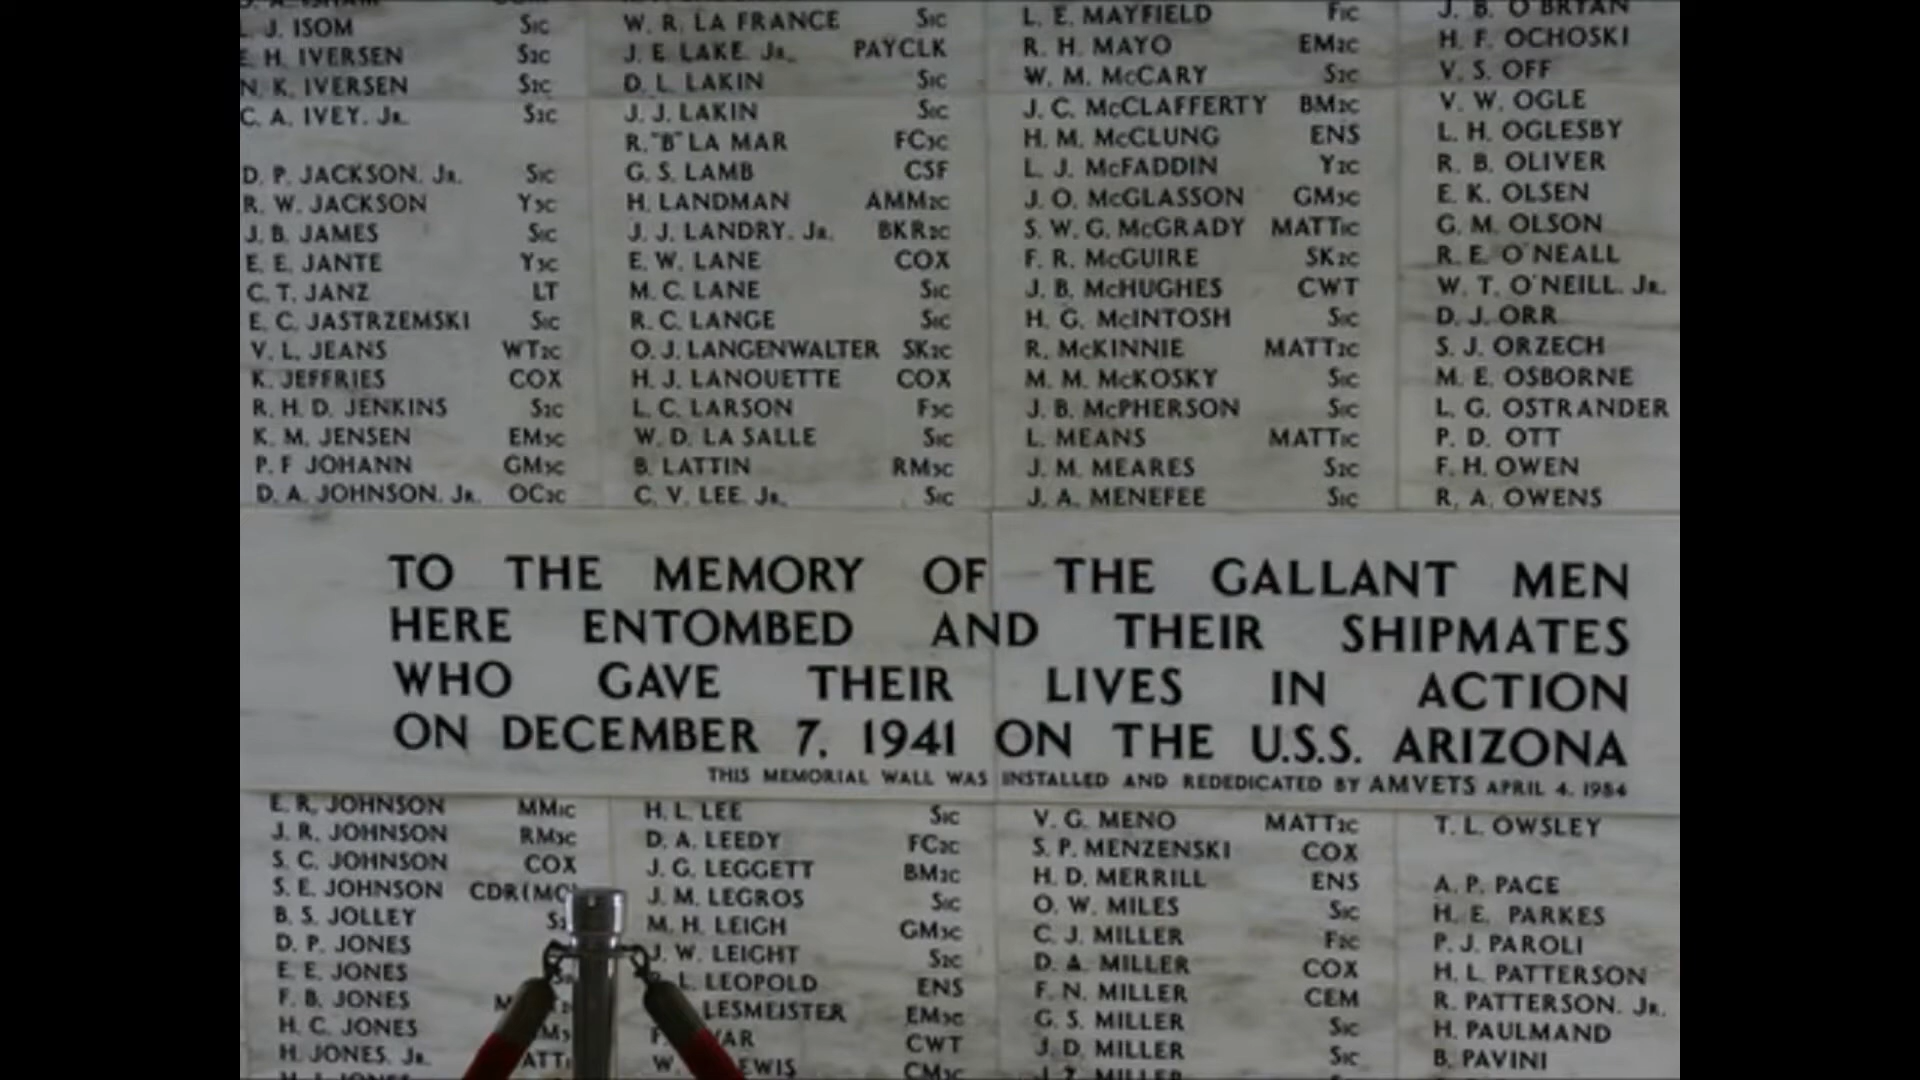 L. J. ISOM S1C
E. H. IVERSEN S2C
N. K. IVERSEN S2C
C. A. IVEY, JR. S2C
D. P. JACKSON, JR. S1C
R. W. JACKSON Y3C
J. B. JAMES S1C
E. E. JANTE Y3C
C. T. JANZ LT
E. C. JASTRZEMSKI S1C
V. L. JEANS WT2C
K. JEFFRIES COX
R. H. D. JENKINS S2C
K. M. JENSEN EM3C
P. F JOHANN GM3C
D. A. JOHNSON, JR. OC2C
W. R. LA FRANCE S1C
J. E. LAKE, JR. PAYCLK
D. L. LAKIN S1C
J. J. LAKIN S1C
R. "B" LA MAR FC3C
G. S. LAMB CSF
H. LANDMAN AMM2C
J. J. LANDRY, JR. BKR2C
E. W. LANE COX
M. C. LANE S1C
R. C. LANGE S1C
O. J. LANGENWALTER SK2C
H. J. LANOUETTE COX
L. C. LARSON F3C
W. D. LA SALLE S1C
B. LATTIN RM3C
C. V. LEE, JR. S1C
L. E. MAYFIELD F1C
R. H. MAYO EM2C
W. M. McCARY S2C
J. C. McCLAFFERTY BM2C
H. M. McCLUNG ENS
L. J. McFADDIN Y2C
J. O. McGLASSON GM3C
S. W. G. McGRADY MATT1C
F. R. McGUIRE SK2C
J. B. McHUGHES CWT
H. G. McINTOSH S1C
R. McKINNIE MATT2C
M. M. McKOSKY S1C
J. B. McPHERSON S1C
L. MEANS MATT1C
J. M. MEARES S2C
J. A. MENEFEE S1C
J. B. O'BRYAN
H. F. OCHOSKI
V. S. OFF
V. W. OGLE
L. H. OGLESBY
R. B. OLIVER
E. K. OLSEN
G. M. OLSON
R. E. O'NEALL
W. T. O'NEILL, JR.
D. J. ORR
S. J. ORZECH
M. E. OSBORNE
L. G. OSTRANDER
P. D. OTT
F. H. OWEN
R. A. OWENS
TO THE MEMORY OF THE GALLANT MEN
HERE ENTOMBED AND THEIR SHIPMATES
WHO GAVE THEIR LIVES IN ACTION
ON DECEMBER 7, 1941 ON THE U.S.S. ARIZONA
THIS MEMORIAL WALL WAS INSTALLED AND REDEDICATED BY AMVETS APRIL 4, 1984
E. R. JOHNSON MM1C
J. R. JOHNSON RM3C
S. C. JOHNSON COX
S. E. JOHNSON CDR(MC)
B. S. JOLLEY
D. P. JONES
E. E. JONES
F. B. JONES
H. C. JONES
H. JONES, JR.
H. L. LEE S1C
D. A. LEEDY FC2C
J. G. LEGGETT BM2C
J. M. LEGROS S1C
M. H. LEIGH GM3C
J. W. LEIGHT S2C
L. LEOPOLD ENS
LESMEISTER EM3C
CWT
CM3C
V. G. MENO MATT2C
S. P. MENZENSKI COX
H. D. MERRILL ENS
O. W. MILES S1C
C. J. MILLER F2C
D. A. MILLER COX
F. N. MILLER CEM
G. S. MILLER S1C
J. D. MILLER S1C
J. Z. MILLER
T. L. OWSLEY
A. P. PACE
H. E. PARKES
P. J. PAROLI
H. L. PATTERSON
R. PATTERSON, JR.
H. PAULMAND
B. PAVINI